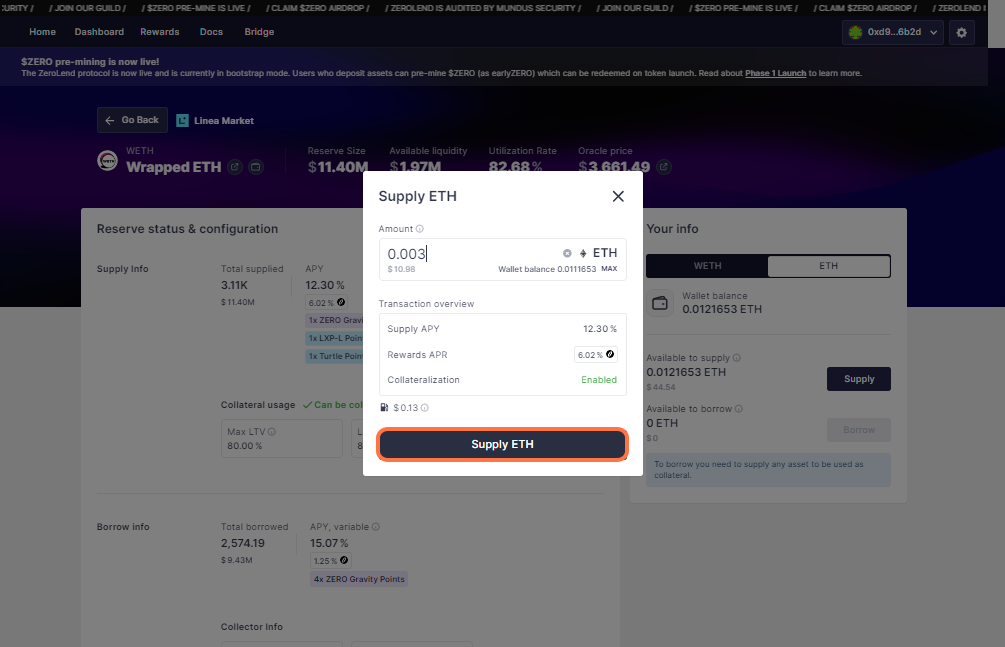 CURITY / / JOIN OUR GUILD / / $ZERO PRE-MINE IS LIVE / / CLAIM $ZERO AIRDROP / / ZEROLEND IS AUDITED BY MUNDUS SECURITY / / JOIN OUR GUILD / / $ZERO PRE-MINE IS LIVE / / CLAIM $ZERO AIRDROP / / ZEROLEND IS
Home Dashboard Rewards Docs Bridge 0xd9...6b2d
$ZERO pre-mining is now live!
The ZeroLend protocol is now live and is currently in bootstrap mode. Users who deposit assets can pre-mine $ZERO (as earlyZERO) which can be redeemed on token launch. Read about Phase 1 Launch to learn more.
Go Back Linea Market
WETH
Wrapped ETH
Reserve Size Available liquidity Utilization Rate Oracle price
$11.40M $1.97M 82.68% $3,661.49
Reserve status & configuration
Supply Info
Total supplied APY
3.11K 12.30%
$11.40M 6.02%
1x ZERO Gravi
1x LXP-L Poin
1x Turtle Poin
Collateral usage Can be col
Max LTV L
80.00% 8
Borrow info
Total borrowed APY, variable
2,574.19 15.07%
$9.43M 1.25%
4x ZERO Gravity Points
Collector Info
Supply ETH
Amount
0.003 ETH
$10.98 Wallet balance 0.0111653 MAX
Transaction overview
Supply APY 12.30%
Rewards APR 6.02%
Collateralization Enabled
$0.13
Supply ETH
Your info
WETH ETH
Wallet balance
0.0121653 ETH
Available to supply
0.0121653 ETH
$44.54
Supply
Available to borrow
0 ETH
$0
Borrow
To borrow you need to supply any asset to be used as
collateral.